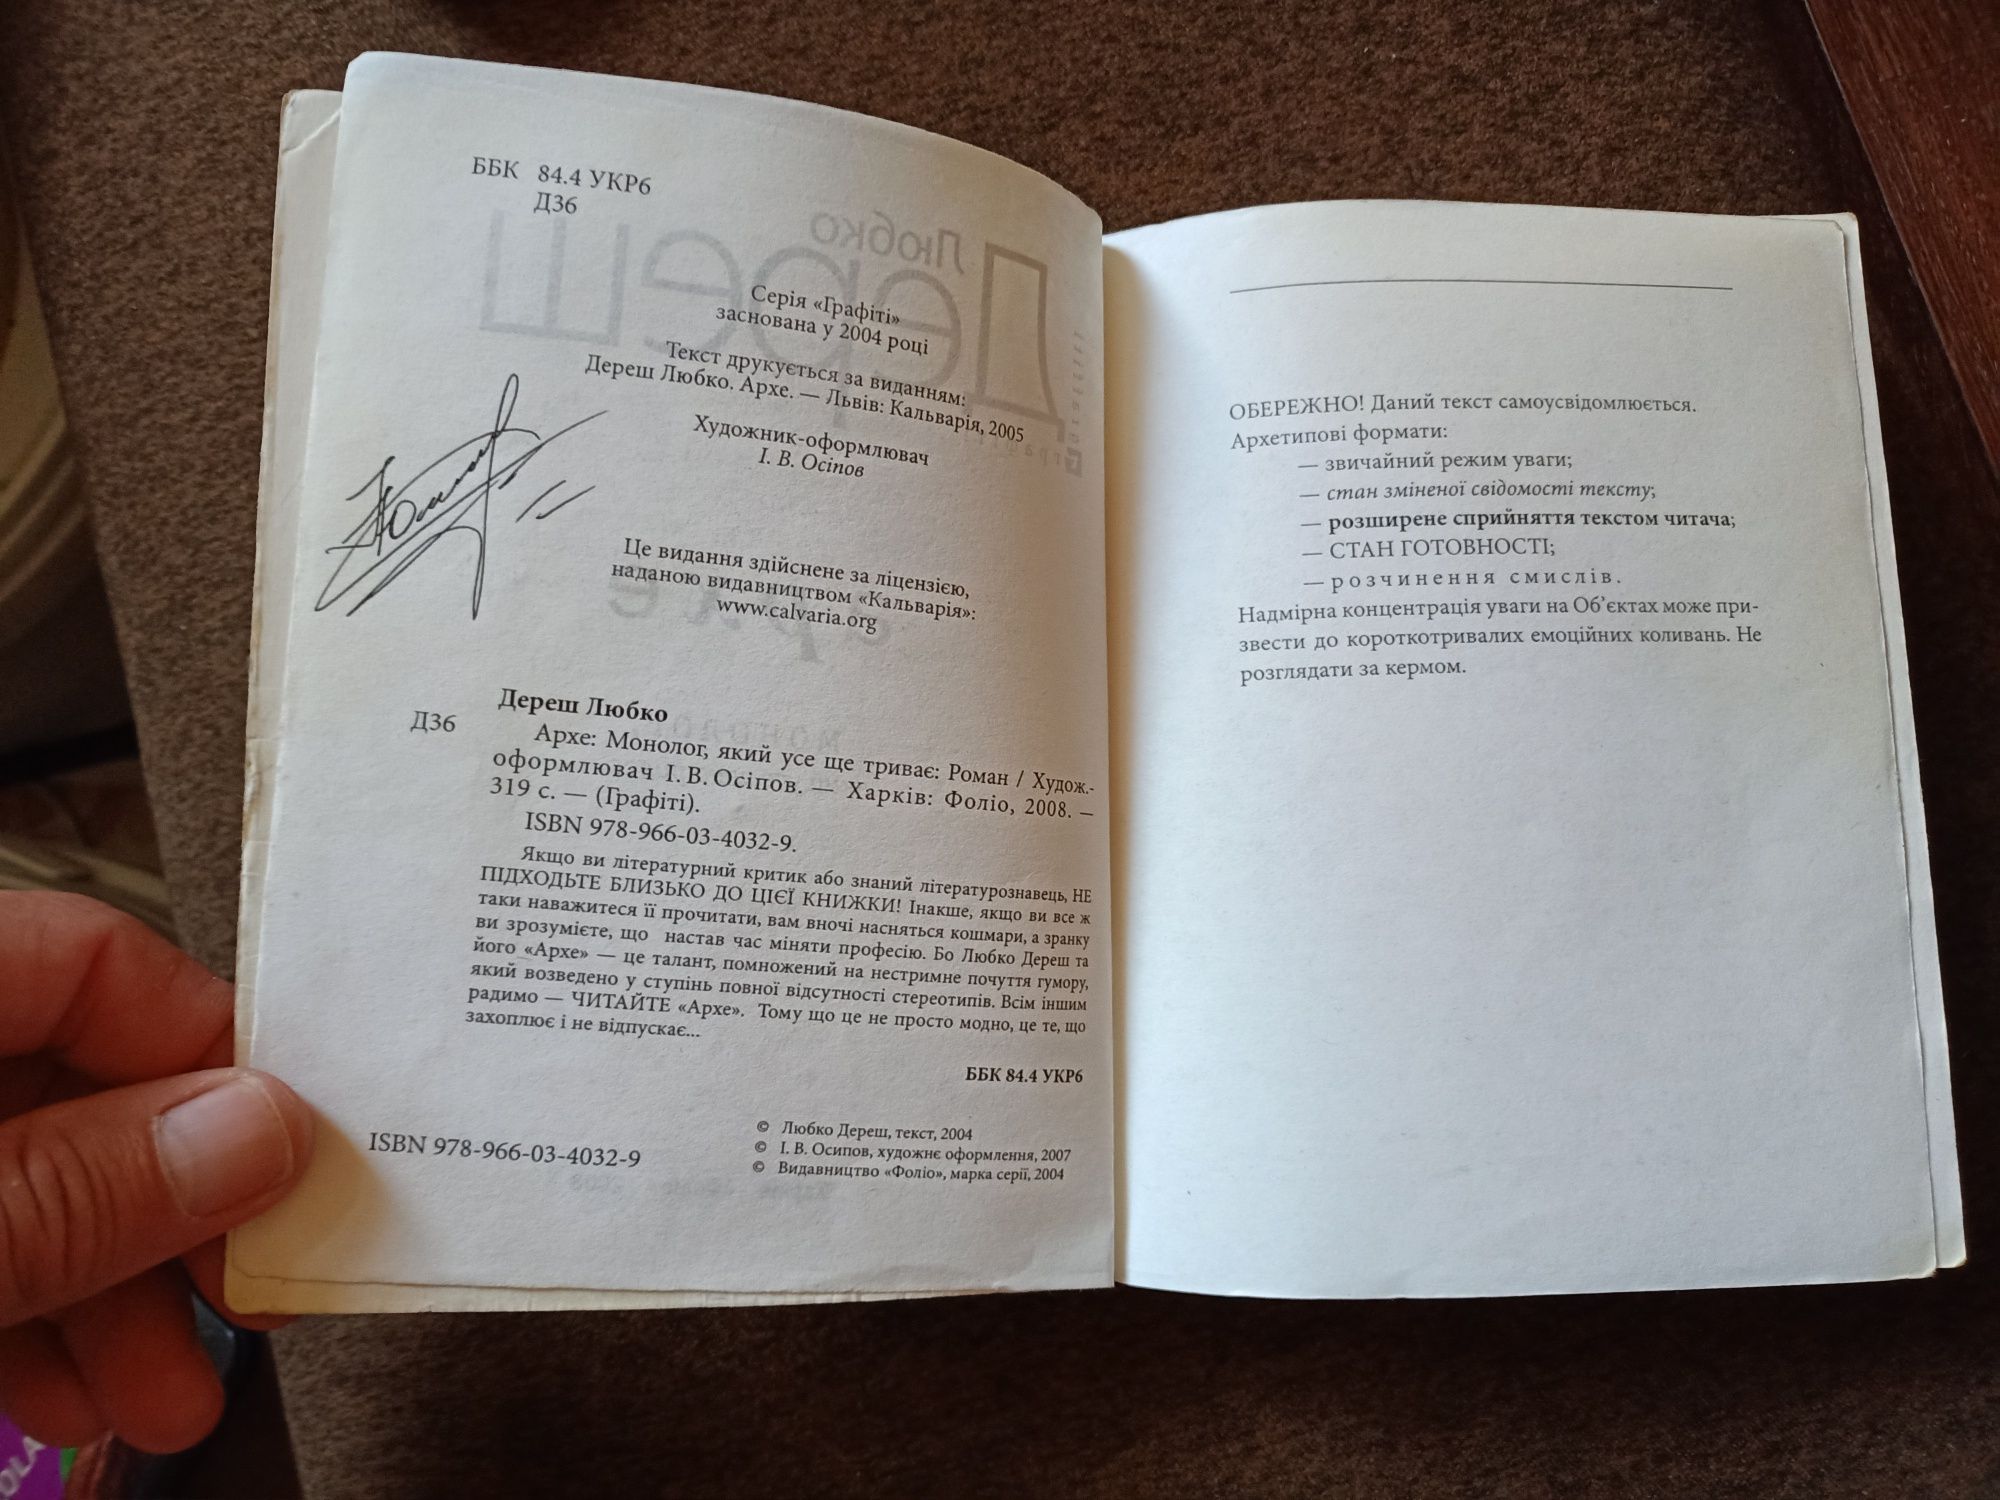 ББК 84.4 УКР6
Д36
Серія «Графіті»
заснована у 2004 році
Текст друкується за виданням:
Дереш Любко. Архе. — Львів: Кальварія, 2005
Художник-оформлювач
І. В. Осіпов
Це видання здійснене за ліцензією,
наданою видавництвом «Кальварія»:
www.calvaria.org
Дереш Любко
Д36 Архе: Монолог, який усе ще триває: Роман / Худож.-
оформлювач І. В. Осіпов. — Харків: Фоліо, 2008. —
319 с. — (Графіті).
ISBN 978-966-03-4032-9.
Якщо ви літературний критик або знаний літературознавець, НЕ
ПІДХОДЬТЕ БЛИЗЬКО ДО ЦІЄЇ КНИЖКИ! Інакше, якщо ви все ж
таки наважитеся її прочитати, вам вночі насняться кошмари, а зранку
ви зрозумієте, що настав час міняти професію. Бо Любко Дереш та
його «Архе» — це талант, помножений на нестримне почуття гумору,
який возведено у ступінь повної відсутності стереотипів. Всім іншим
радимо — ЧИТАЙТЕ «Архе». Тому що це не просто модно, це те, що
захоплює і не відпускає...
ББК 84.4 УКР6
ISBN 978-966-03-4032-9
© Любко Дереш, текст, 2004
© І. В. Осипов, художнє оформлення, 2007
© Видавництво «Фоліо», марка серії, 2004
ОБЕРЕЖНО! Даний текст самоусвідомлюється.
Архетипові формати:
— звичайний режим уваги;
— стан зміненої свідомості тексту;
— розширене сприйняття текстом читача;
— СТАН ГОТОВНОСТІ;
— розчинення смислів.
Надмірна концентрація уваги на Об’єктах може при-
звести до короткотривалих емоційних коливань. Не
розглядати за кермом.